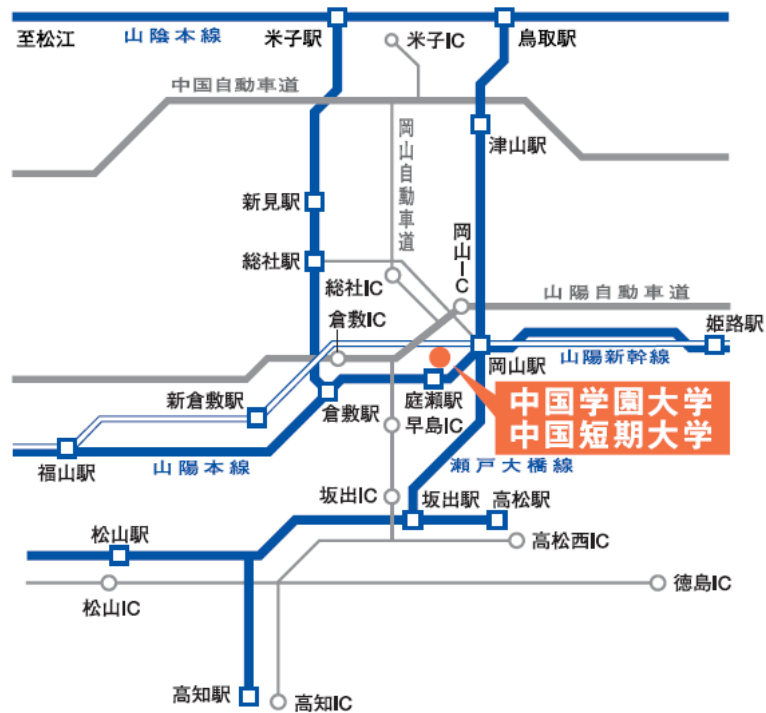 至松江
山陰本線
米子駅
米子IC
鳥取駅
中国自動車道
岡山自動車道
津山駅
新見駅
総社駅
岡山IC
総社IC
山陽自動車道
倉敷IC
姫路駅
岡山駅
山陽新幹線
新倉敷駅
倉敷駅
庭瀬駅
中国学園大学
中国短期大学
早島IC
福山駅
山陽本線
瀬戸大橋線
坂出IC
坂出駅
高松駅
松山駅
高松西IC
松山IC
徳島IC
高知駅
高知IC